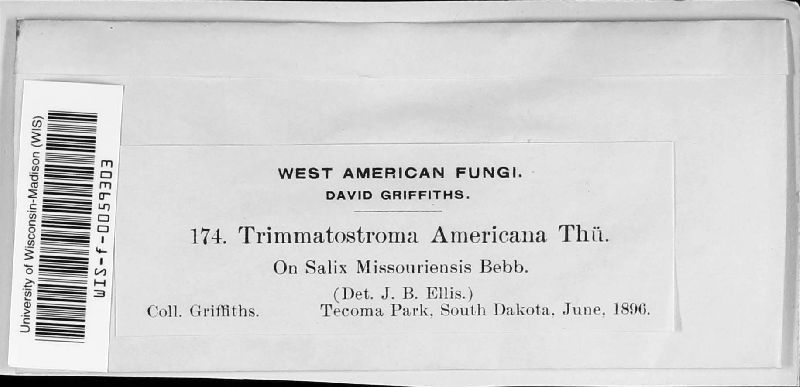 WEST AMERICAN FUNGI.
DAVID GRIFFITHS.
174. Trimmatostroma Americana Thü.
On Salix Missouriensis Bebb.
(Det. J. B. Ellis.)
Coll. Griffiths. Tecoma Park, South Dakota, June, 1896.
University of Wisconsin-Madison (WIS)
WIS-f-0059303